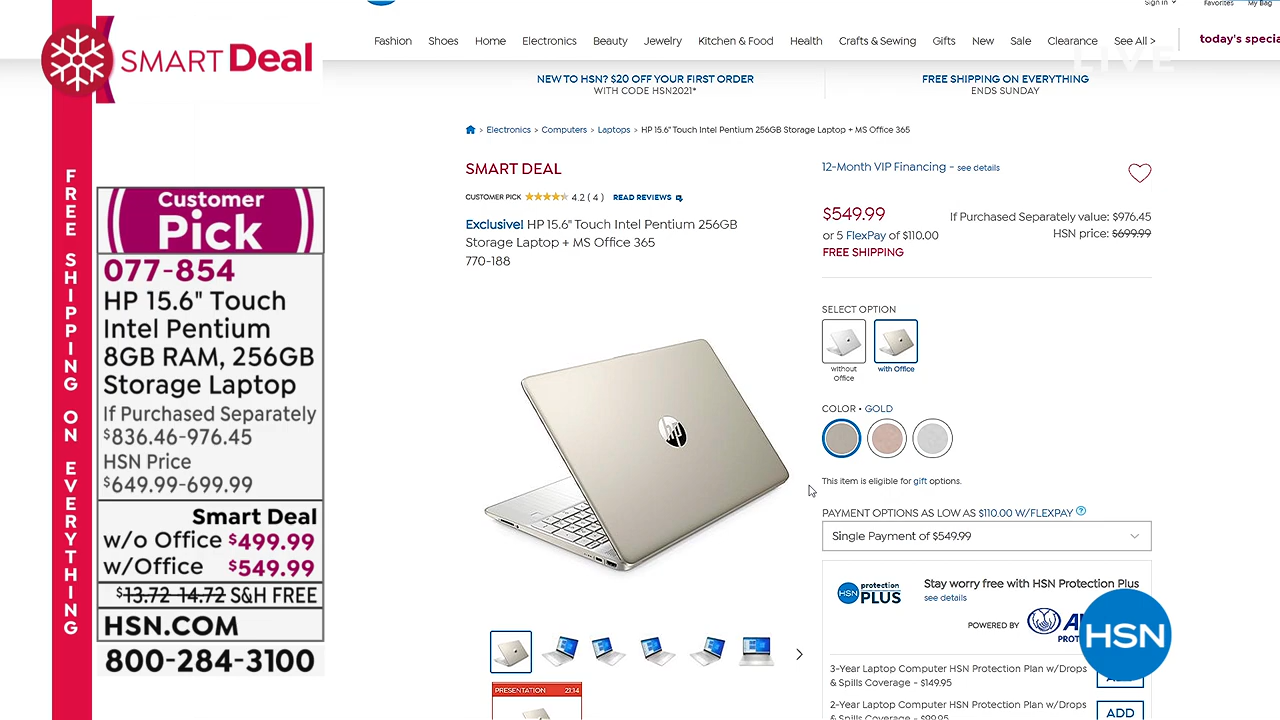 SMART Deal
FREE SHIPPING ON EVERYTHING
Customer
Pick
077-854
HP 15.6" Touch
Intel Pentium
8GB RAM, 256GB
Storage Laptop
If Purchased Separately
$836.46-976.45
HSN Price
$649.99-699.99
Smart Deal
w/o Office $499.99
w/Office $549.99
$13.72-14.72 S&H FREE
HSN.COM
800-284-3100
Sign In
Favorites
My Bag
Fashion Shoes Home Electronics Beauty Jewelry Kitchen & Food Health Crafts & Sewing Gifts New Sale Clearance See All >
today's specia
LIVE
NEW TO HSN? $20 OFF YOUR FIRST ORDER
WITH CODE HSN2021*
FREE SHIPPING ON EVERYTHING
ENDS SUNDAY
> Electronics > Computers > Laptops > HP 15.6" Touch Intel Pentium 256GB Storage Laptop + MS Office 365
SMART DEAL
CUSTOMER PICK 4.2 ( 4 ) READ REVIEWS
Exclusive! HP 15.6" Touch Intel Pentium 256GB
Storage Laptop + MS Office 365
770-188
hp
PRESENTATION 21:14
12-Month VIP Financing - see details
$549.99
If Purchased Separately value: $976.45
or 5 FlexPay of $110.00
HSN price: $699.99
FREE SHIPPING
SELECT OPTION
without
Office
with Office
COLOR • GOLD
This item is eligible for gift options.
PAYMENT OPTIONS AS LOW AS $110.00 W/FLEXPAY ?
Single Payment of $549.99
HSN protection
PLUS
Stay worry free with HSN Protection Plus
see details
POWERED BY
HSN
3-Year Laptop Computer HSN Protection Plan w/Drops
& Spills Coverage - $149.95
2-Year Laptop Computer HSN Protection Plan w/Drops
& Spills Coverage - $99.95
ADD